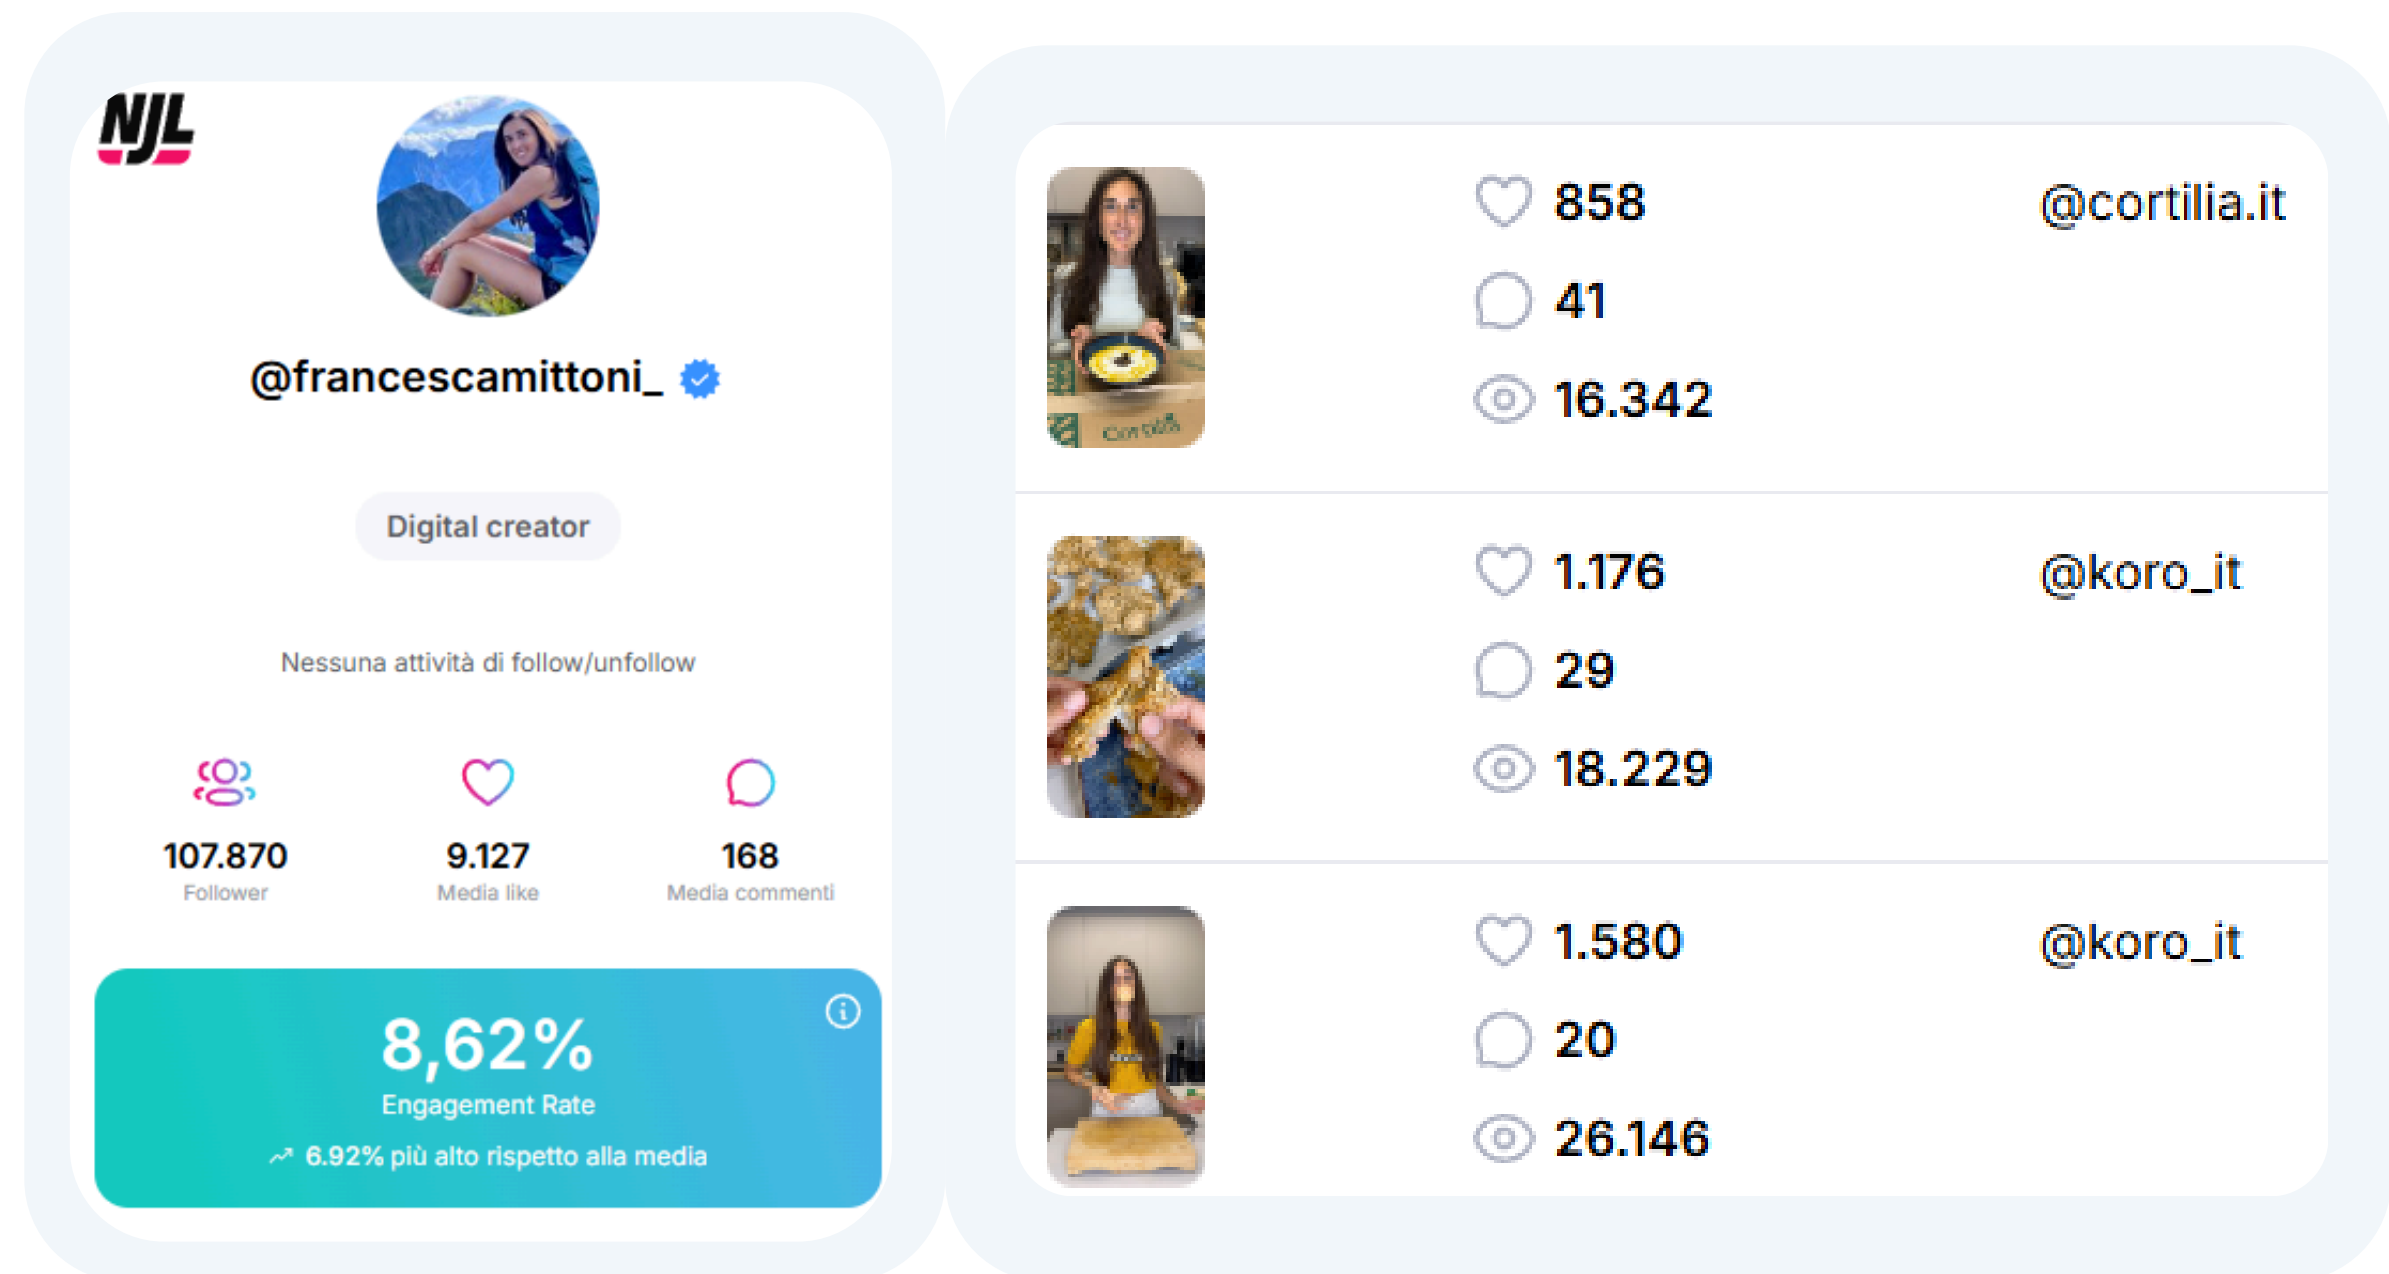 NJL
@francescamittoni_
Digital creator
Nessuna attività di follow/unfollow
107.870
Follower
9.127
Media like
168
Media commenti
8,62%
Engagement Rate
6.92% più alto rispetto alla media
858
@cortilia.it
41
16.342
Cortilia
1.176
@koro_it
29
18.229
1.580
@koro_it
20
26.146